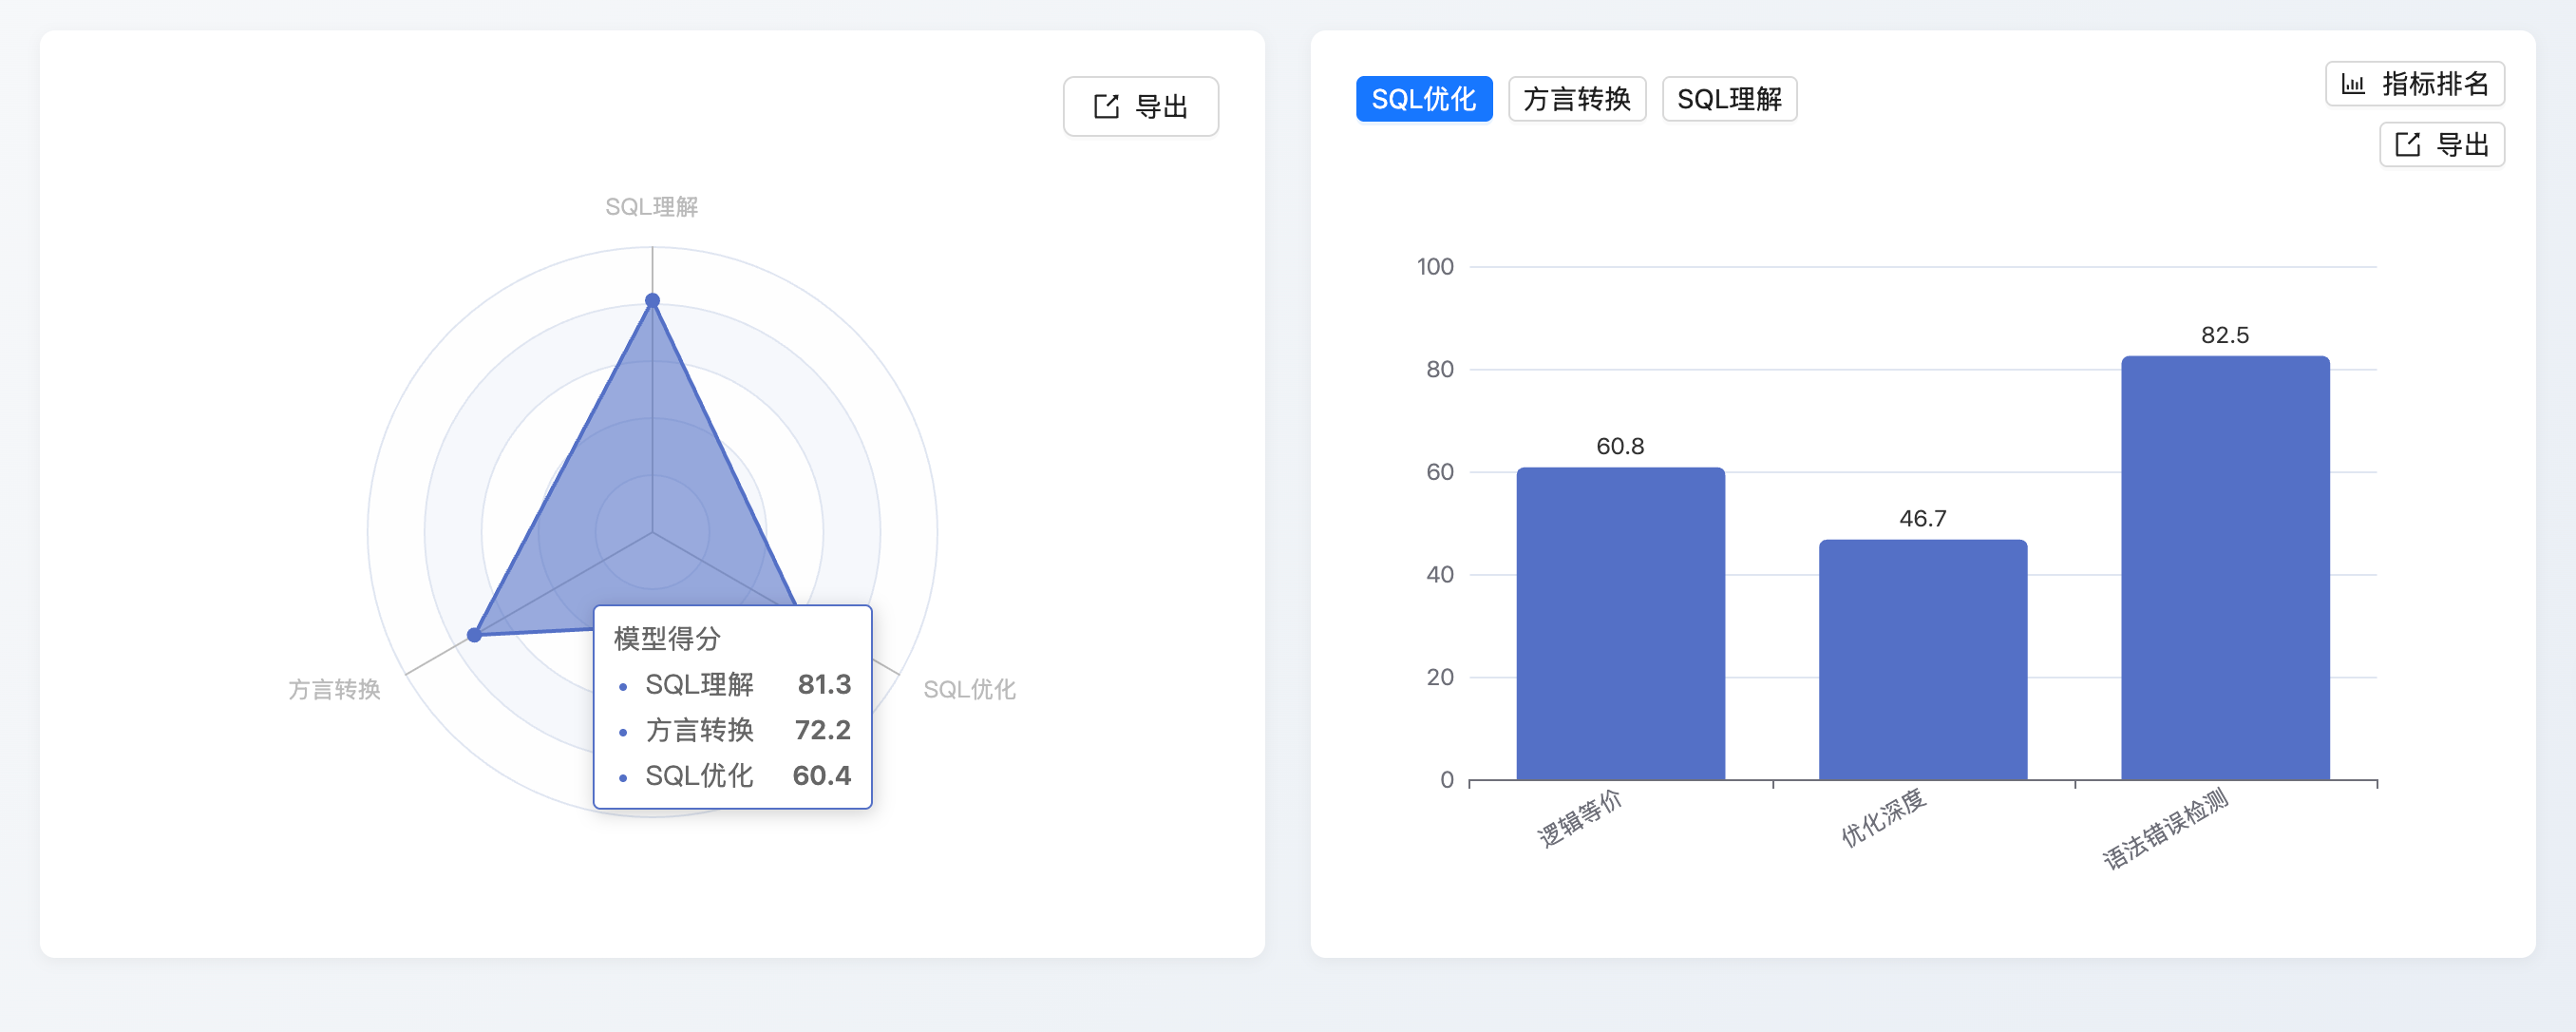 导出
SQL理解
方言转换
SQL优化
模型得分
SQL理解 81.3
方言转换 72.2
SQL优化 60.4
SQL优化 方言转换 SQL理解
指标排名
导出
100
80
60
40
20
0
60.8
46.7
82.5
逻辑等价
优化深度
语法错误检测